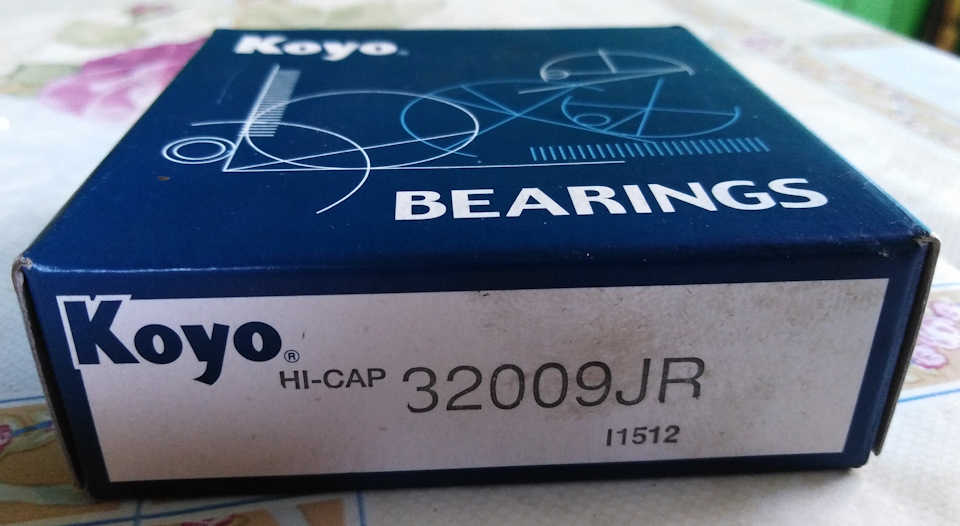 Koyo
BEARINGS
Koyo®
HI-CAP 32009JR
I1512